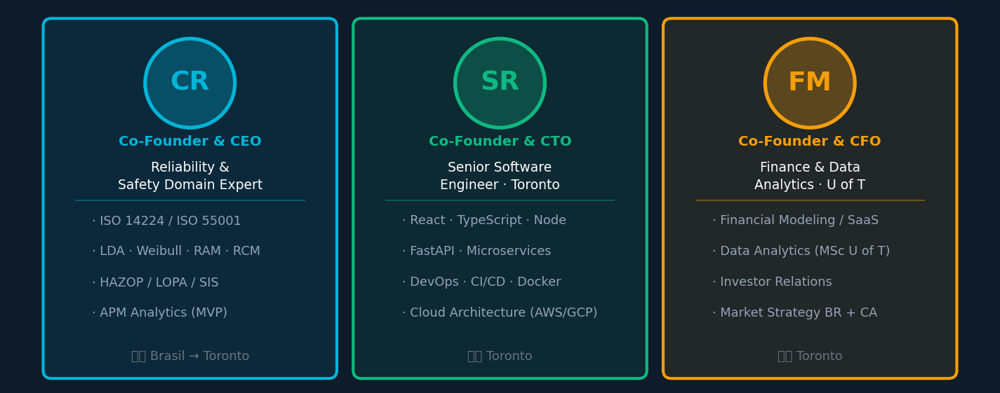 CR
Co-Founder & CEO
Reliability &
Safety Domain Expert
· ISO 14224 / ISO 55001
· LDA · Weibull · RAM · RCM
· HAZOP / LOPA / SIS
· APM Analytics (MVP)
Brasil → Toronto
SR
Co-Founder & CTO
Senior Software
Engineer · Toronto
· React · TypeScript · Node
· FastAPI · Microservices
· DevOps · CI/CD · Docker
· Cloud Architecture (AWS/GCP)
Toronto
FM
Co-Founder & CFO
Finance & Data
Analytics · U of T
· Financial Modeling / SaaS
· Data Analytics (MSc U of T)
· Investor Relations
· Market Strategy BR + CA
Toronto